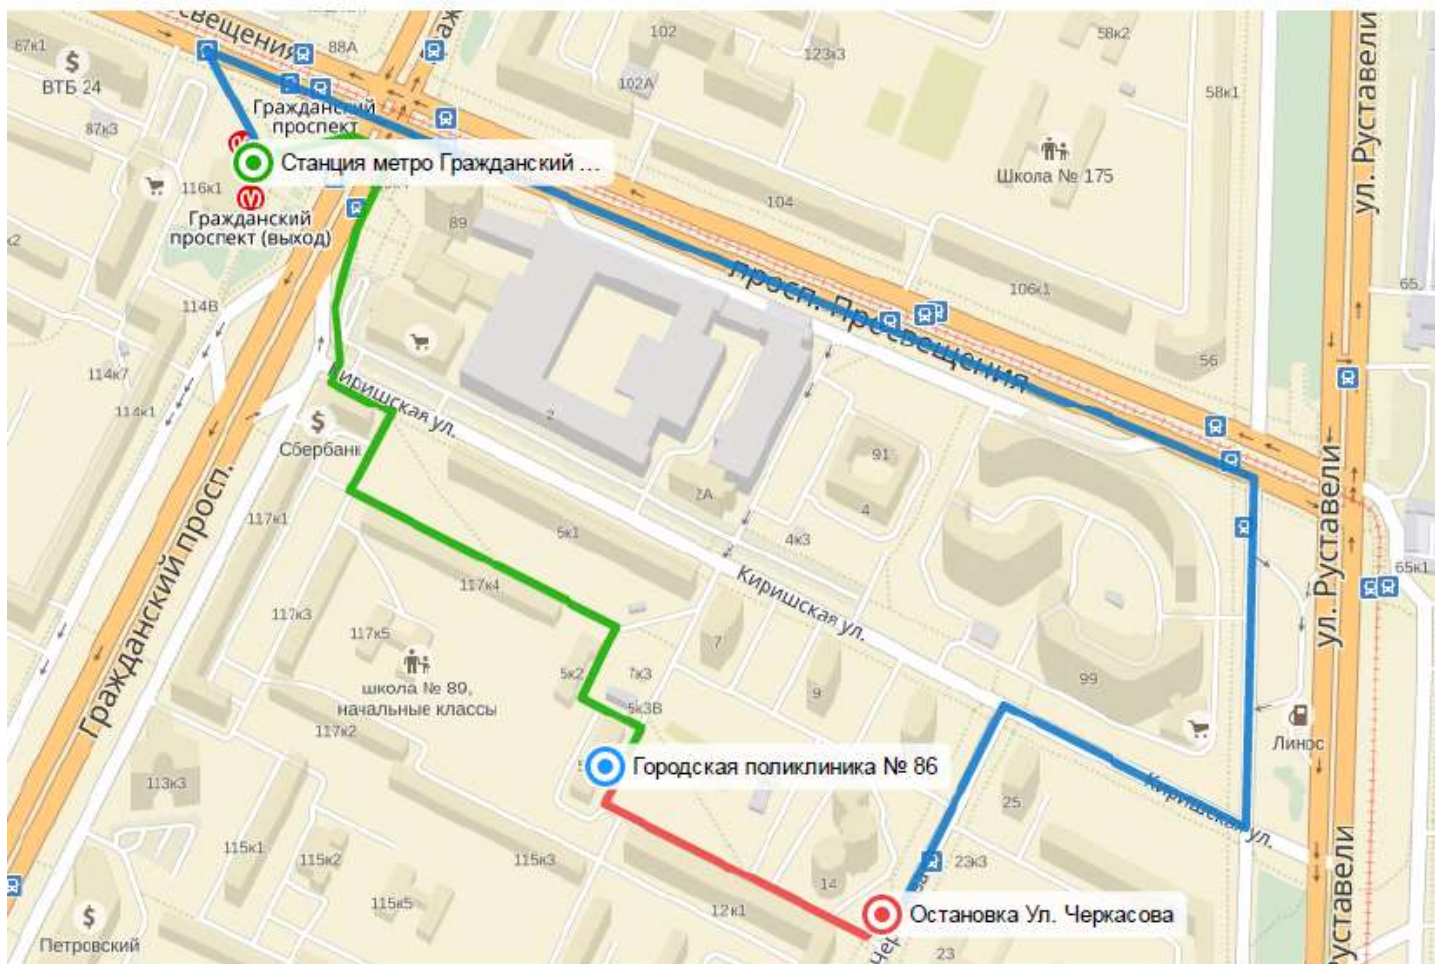 свещения
88А
87к1
ВТБ 24
87к3
102
102А
123к3
58к2
58к1
ул. Руставели
Гражданский
проспект
Станция метро Гражданский ...
Школа № 175
116к1
Гражданский
проспект (выход)
89
104
114В
просп. Просвещения
106к1
65
56
114к7
114к1
Киришская ул.
2
Сбербанк
91
2А
4
4к3
117к1
5к1
Гражданский просп.
117к4
Киришская ул.
ул. Руставели
65к1
117к3
117к5
школа № 89,
начальные классы
5к2
7к3
7
5к3В
9
99
117к2
Линос
Городская поликлиника № 86
113к3
25
Киришская ул.
115к1
115к2
115к3
115к5
14
23к3
12к1
Остановка Ул. Черкасова
Петровский
23
Руставели